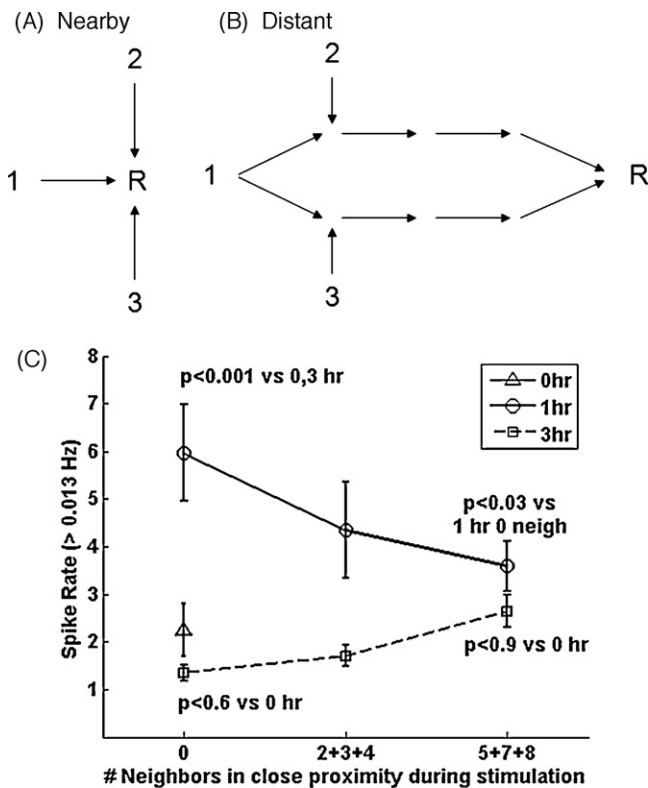 (A) Nearby
(B) Distant
2
1
R
3
2
1
R
3
(C)
8
7
6
5
4
3
2
1
Spike Rate (> 0.013 Hz)
p<0.001 vs 0,3 hr
0hr
1hr
3hr
p<0.03 vs
1 hr 0 neigh
p<0.9 vs 0 hr
p<0.6 vs 0 hr
0
2+3+4
5+7+8
# Neighbors in close proximity during stimulation